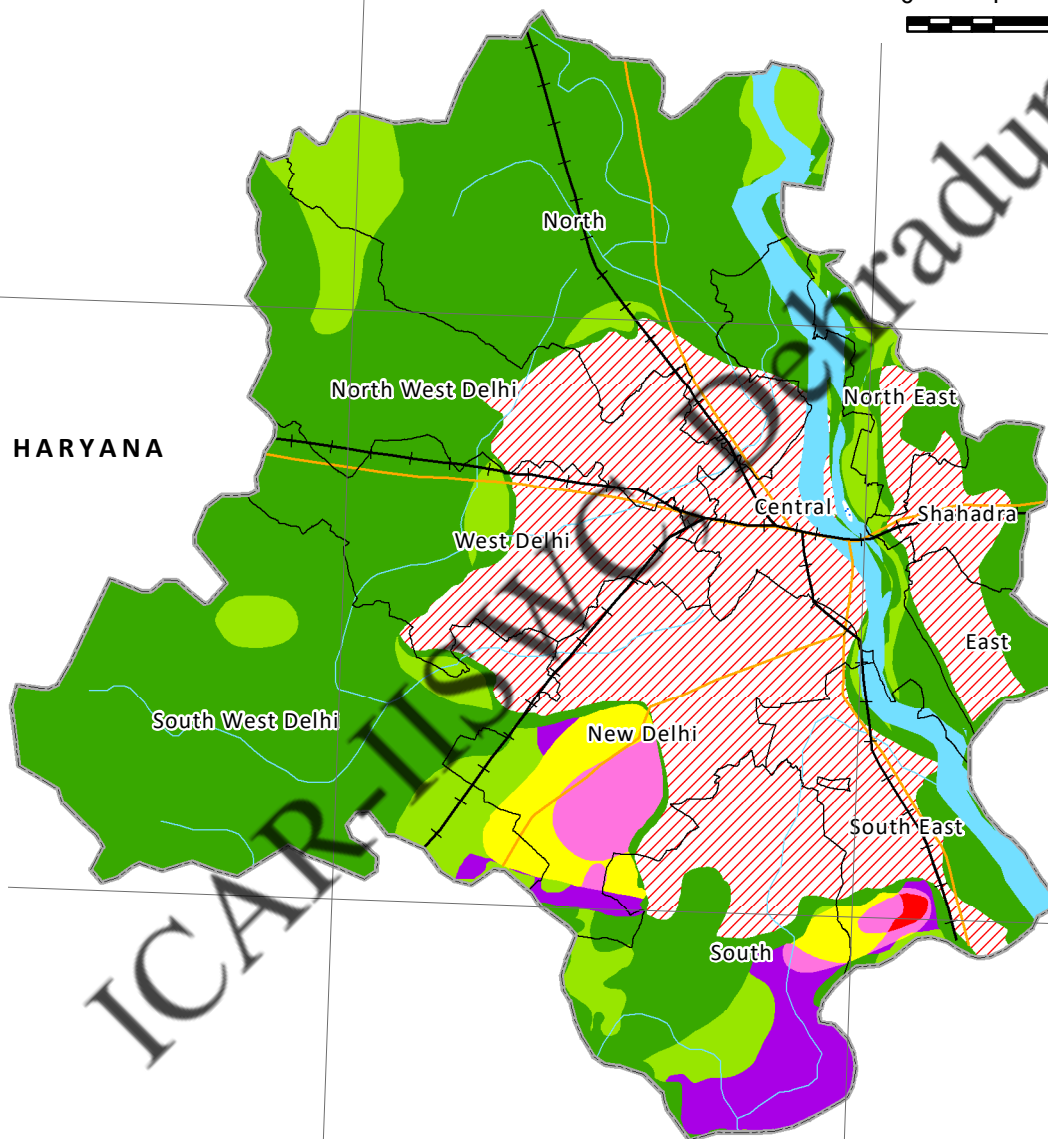 North
North West Delhi
North East
HARYANA
Central
Shahadra
West Delhi
East
South West Delhi
New Delhi
South East
South
ICAR-IISWC, Dehradun